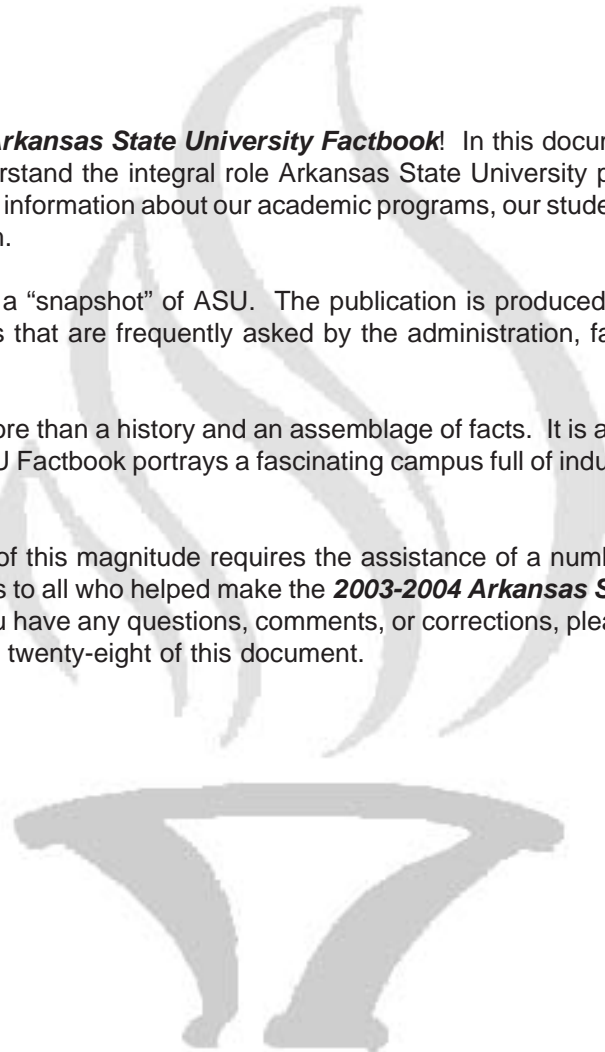 Arkansas State University Factbook! In this docum
rstand the integral role Arkansas State University p
information about our academic programs, our stude
n.
a “snapshot” of ASU. The publication is produced
s that are frequently asked by the administration, fa
ore than a history and an assemblage of facts. It is a
U Factbook portrays a fascinating campus full of indu
of this magnitude requires the assistance of a numb
s to all who helped make the 2003-2004 Arkansas S
u have any questions, comments, or corrections, plea
twenty-eight of this document.